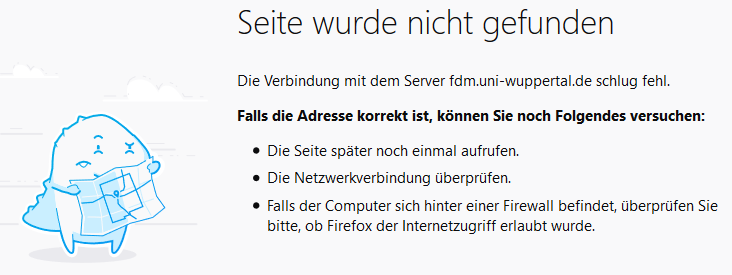 Seite wurde nicht gefunden
Die Verbindung mit dem Server fdm.uni-wuppertal.de schlug fehl.
Falls die Adresse korrekt ist, können Sie noch Folgendes versuchen:
• Die Seite später noch einmal aufrufen.
• Die Netzwerkverbindung überprüfen.
• Falls der Computer sich hinter einer Firewall befindet, überprüfen Sie
bitte, ob Firefox der Internetzugriff erlaubt wurde.